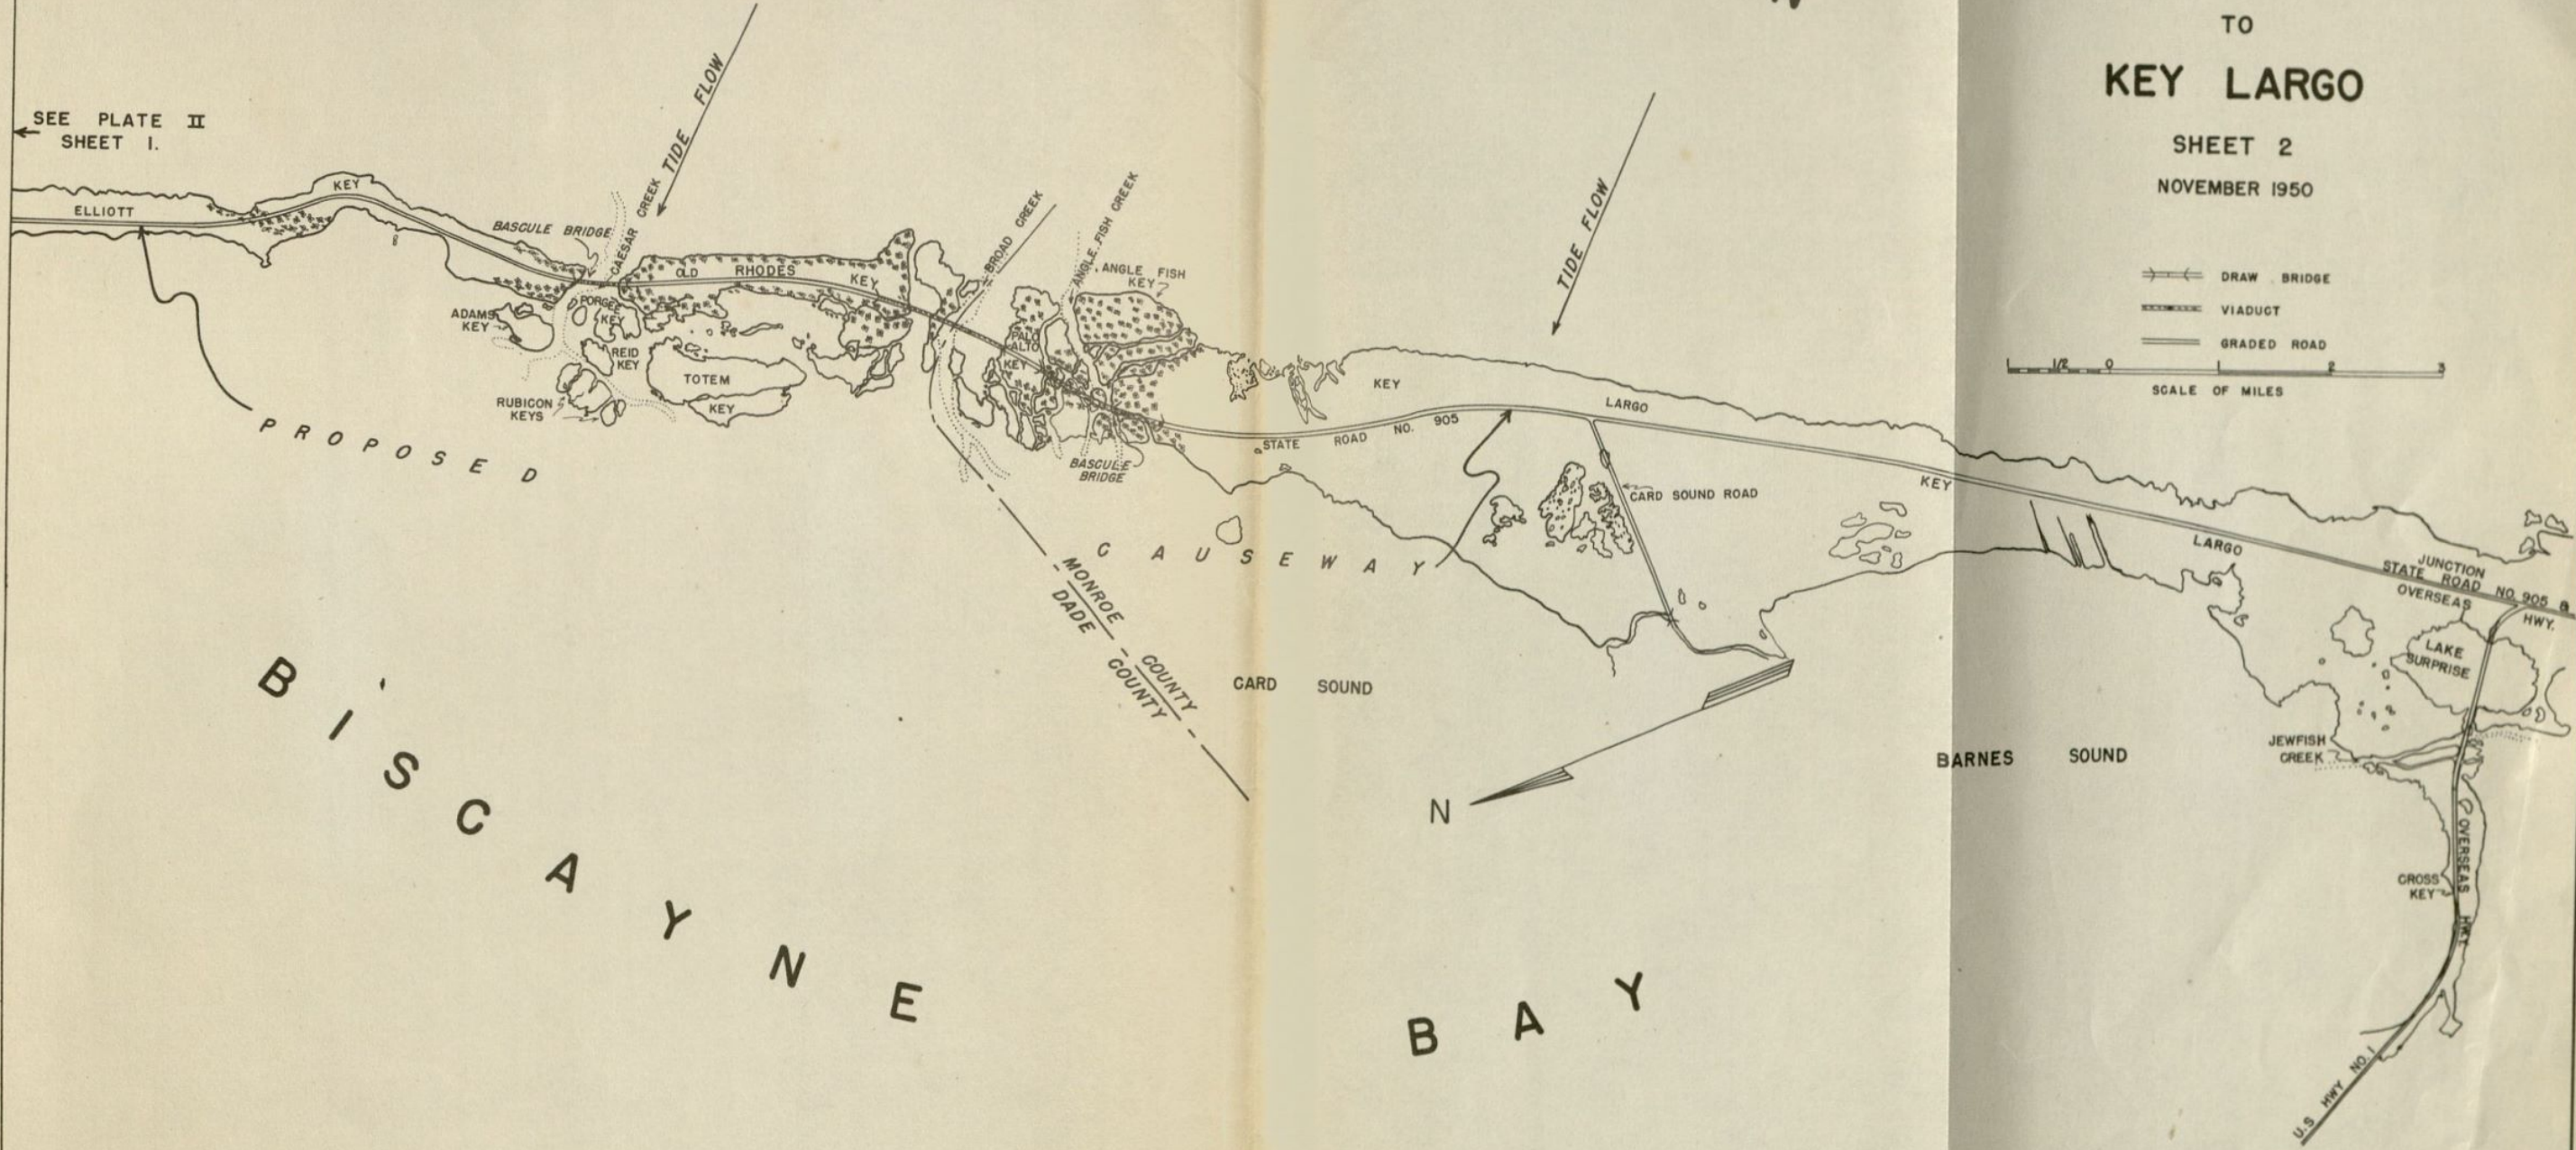 TO
KEY LARGO
SHEET 2
NOVEMBER 1950
DRAW BRIDGE
VIADUCT
GRADED ROAD
1 1/2 0 2 3
SCALE OF MILES
SEE PLATE II
SHEET 1.
TIDE FLOW
TIDE FLOW
ELLIOTT
KEY
BASCULE BRIDGE
CAESAR CREEK
OLD RHODES KEY
BROAD CREEK
ANGLE FISH CREEK
ANGLE FISH
KEY
ADAMS
KEY
PORGEE
KEY
REID
KEY
RUBICON
KEYS
TOTEM
KEY
PALO
ALTO
KEY
BASCULE
BRIDGE
KEY
LARGO
STATE ROAD NO. 905
CARD SOUND ROAD
KEY
LARGO
JUNCTION
STATE ROAD NO. 905 &
OVERSEAS HWY.
LAKE
SURPRISE
JEWFISH
CREEK
CROSS
KEY
OVERSEAS HWY.
U.S HWY NO. 1
PROPOSED
CAUSEWAY
MONROE COUNTY
DADE COUNTY
CARD SOUND
BARNES SOUND
N
BISCAYNE
BAY